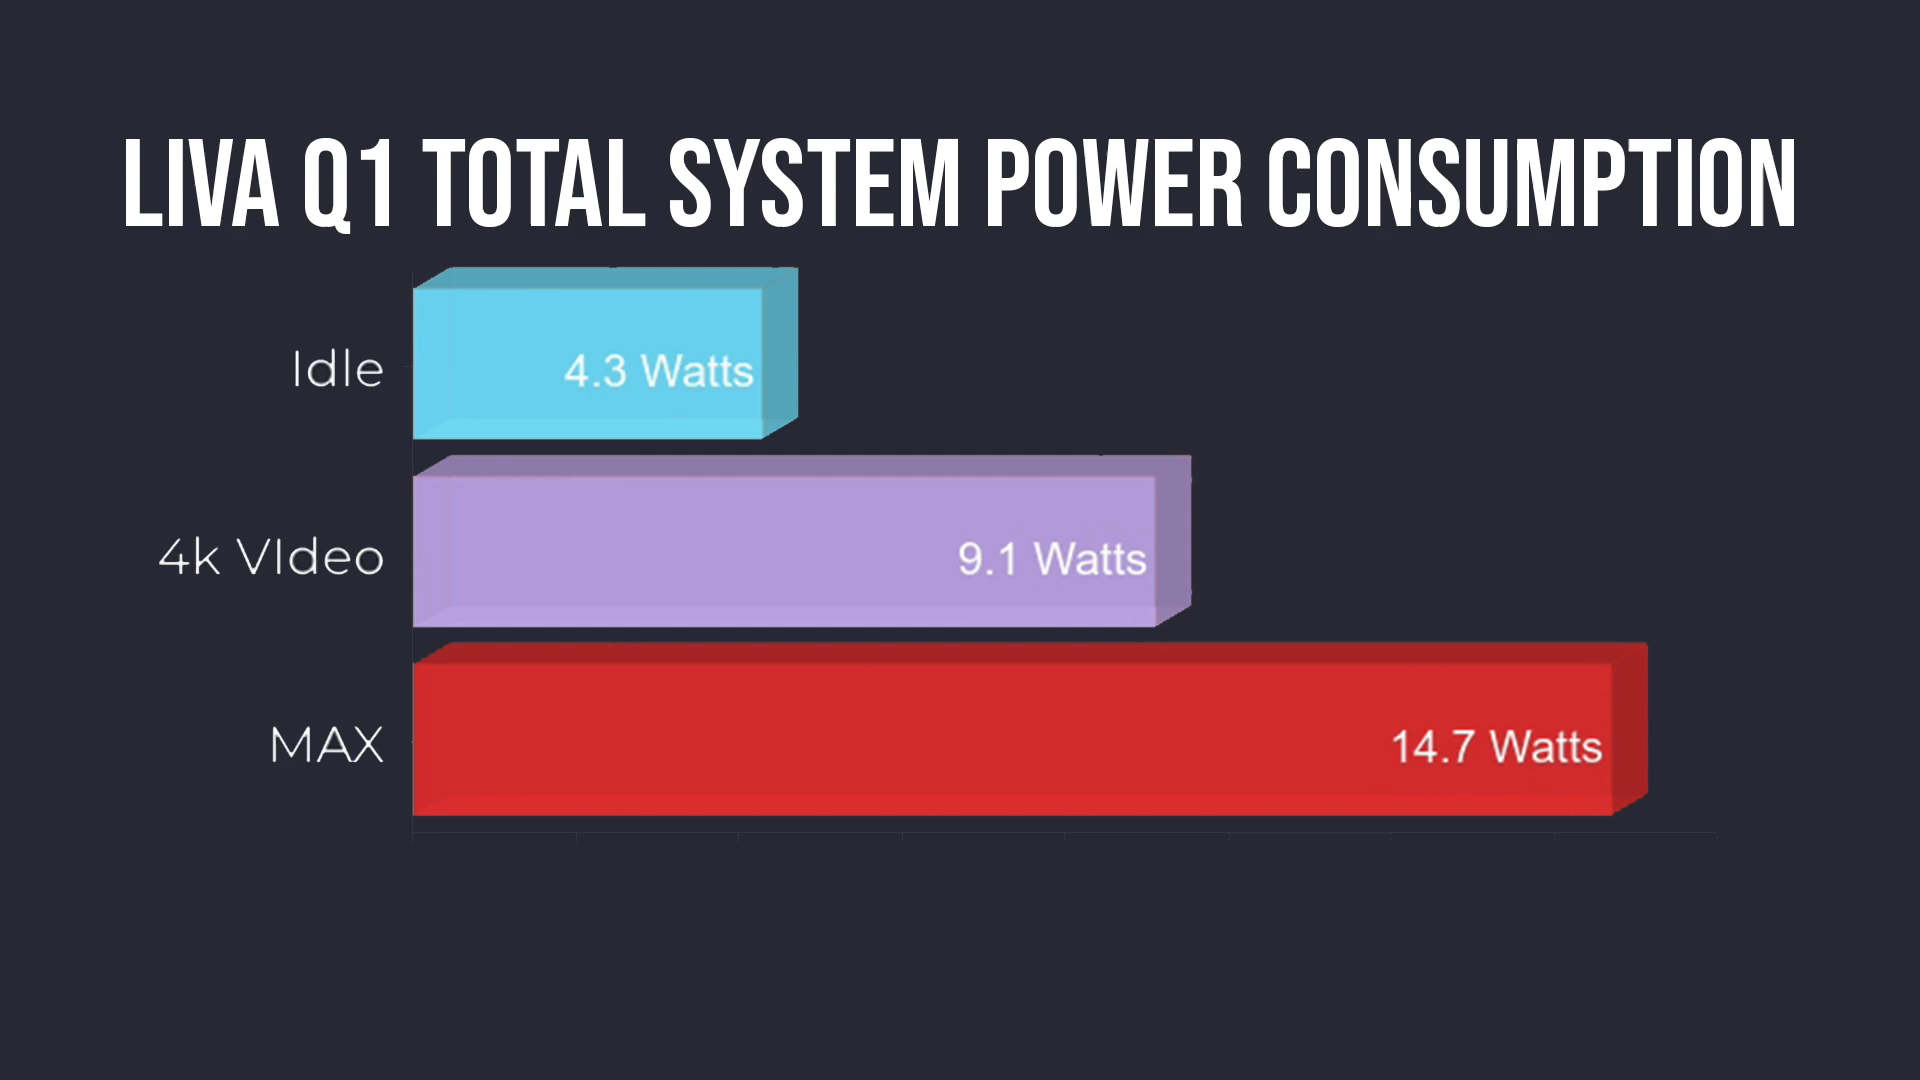 LIVA Q1 TOTAL SYSTEM POWER CONSUMPTION
Idle
4.3 Watts
4k VIdeo
9.1 Watts
MAX
14.7 Watts